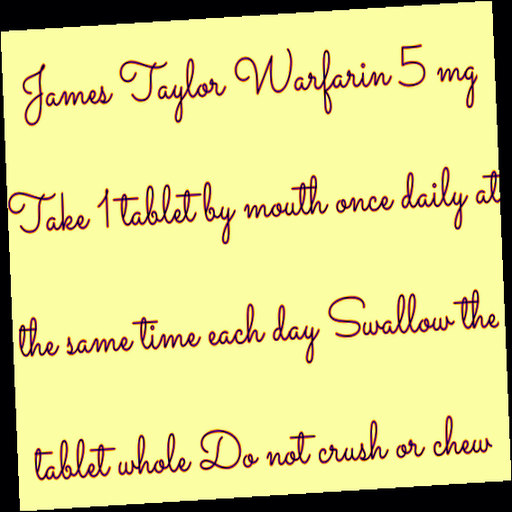 James Taylor Warfarin 5 mg
Take 1 tablet by mouth once daily at
the same time each day Swallow the
tablet whole Do not crush or chew